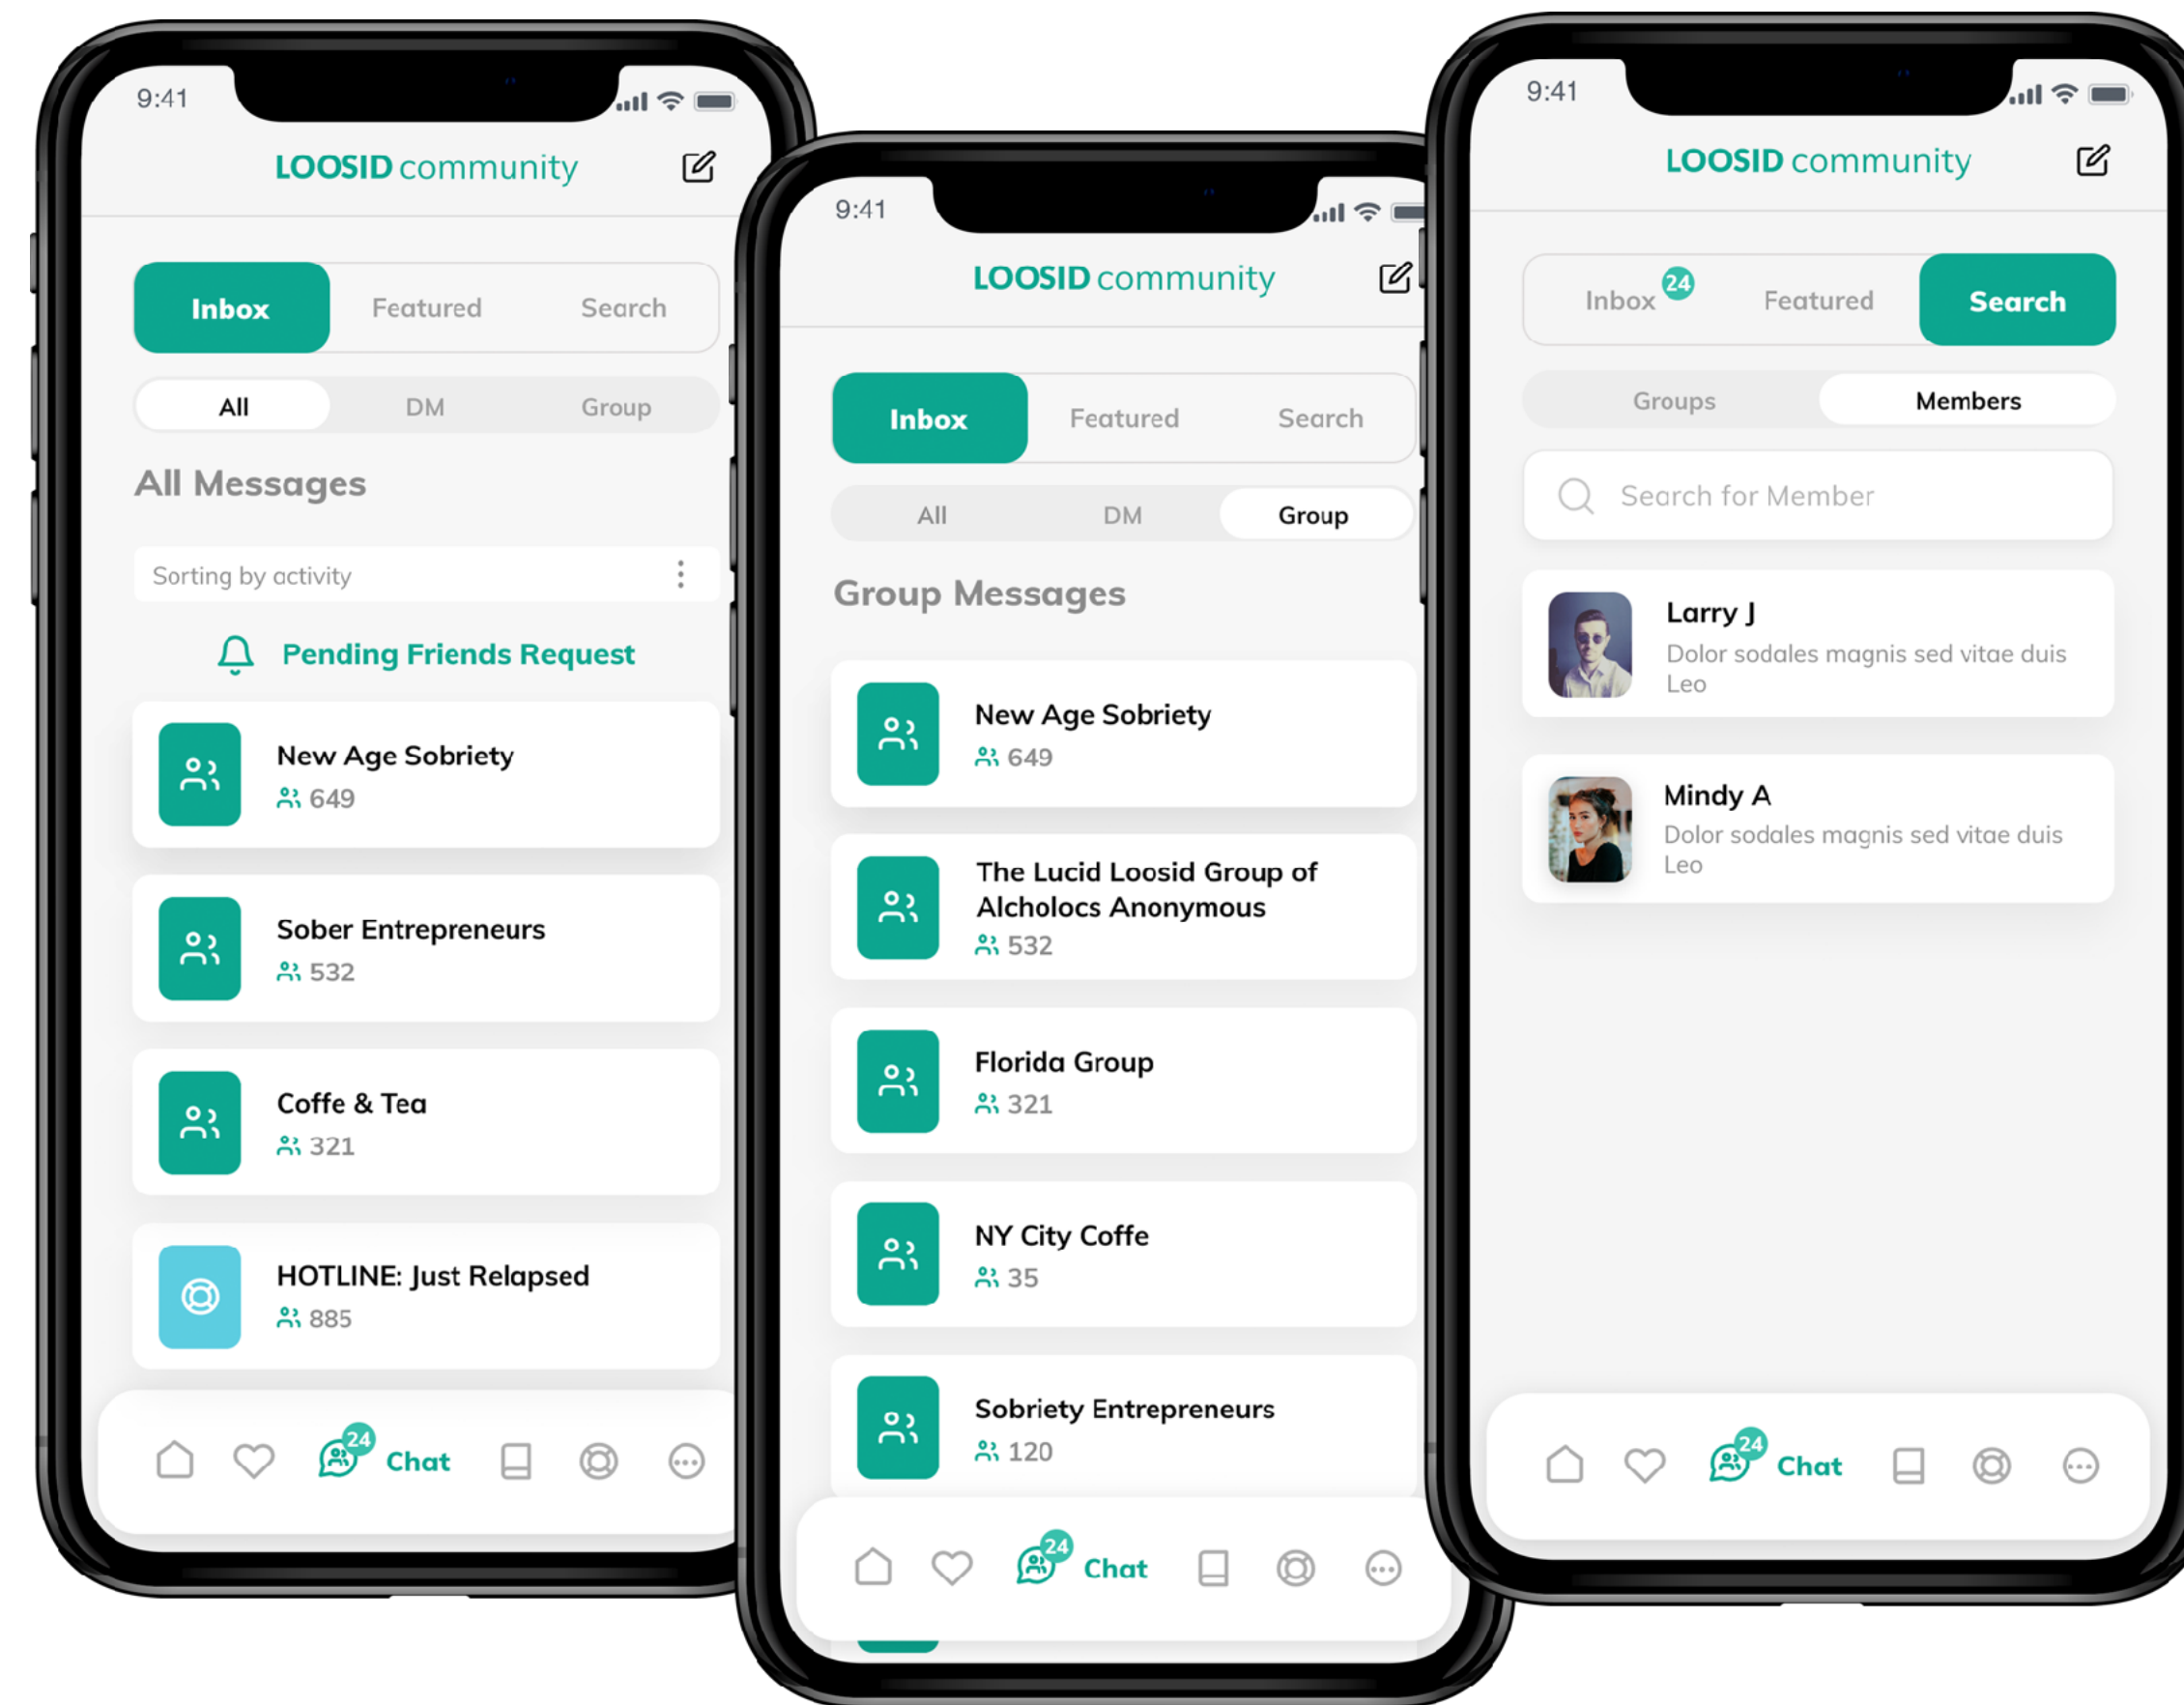 9:41
LOOSID community
Inbox Featured Search
All DM Group
All Messages
Sorting by activity
Pending Friends Request
New Age Sobriety
649
Sober Entrepreneurs
532
Coffe & Tea
321
HOTLINE: Just Relapsed
885
24
Chat
9:41
LOOSID community
Inbox Featured Search
All DM Group
Group Messages
New Age Sobriety
649
The Lucid Loosid Group of
Alcholocs Anonymous
532
Florida Group
321
NY City Coffe
35
Sobriety Entrepreneurs
120
24
Chat
9:41
LOOSID community
Inbox 24 Featured Search
Groups Members
Search for Member
Larry J
Dolor sodales magnis sed vitae duis
Leo
Mindy A
Dolor sodales magnis sed vitae duis
Leo
24
Chat